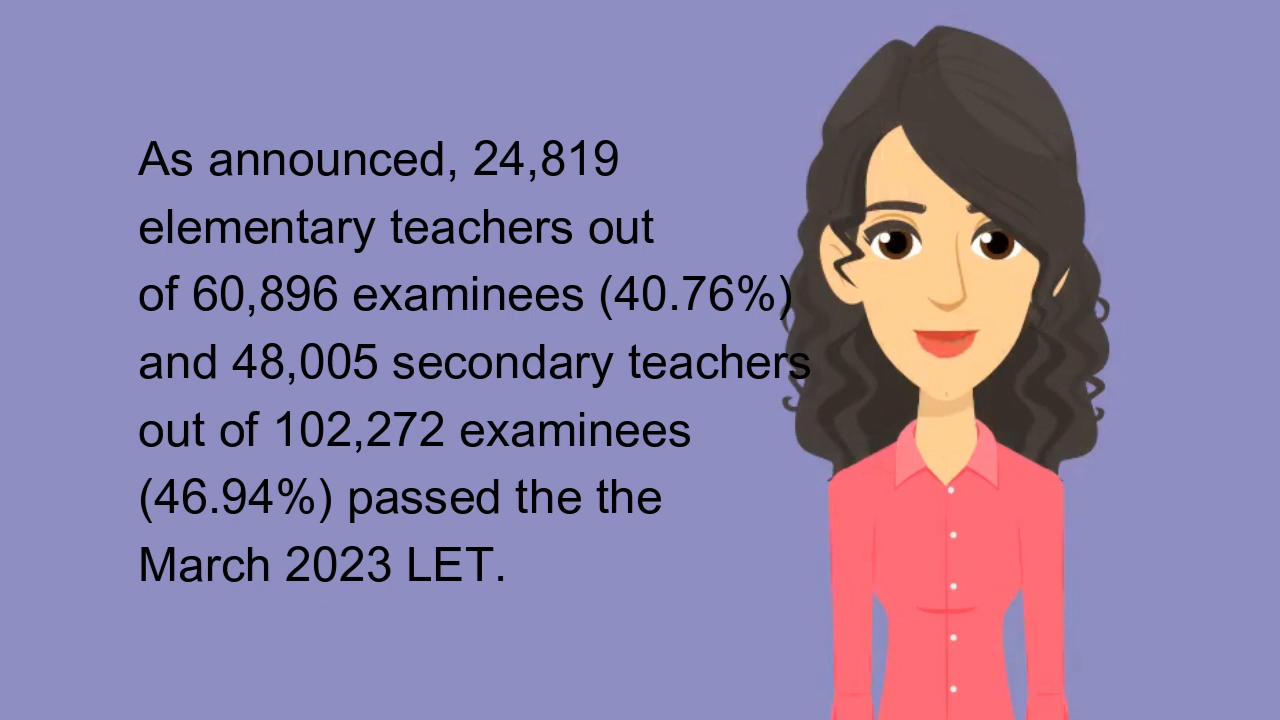 As announced, 24,819
elementary teachers out
of 60,896 examinees (40.76%)
and 48,005 secondary teachers
out of 102,272 examinees
(46.94%) passed the the
March 2023 LET.